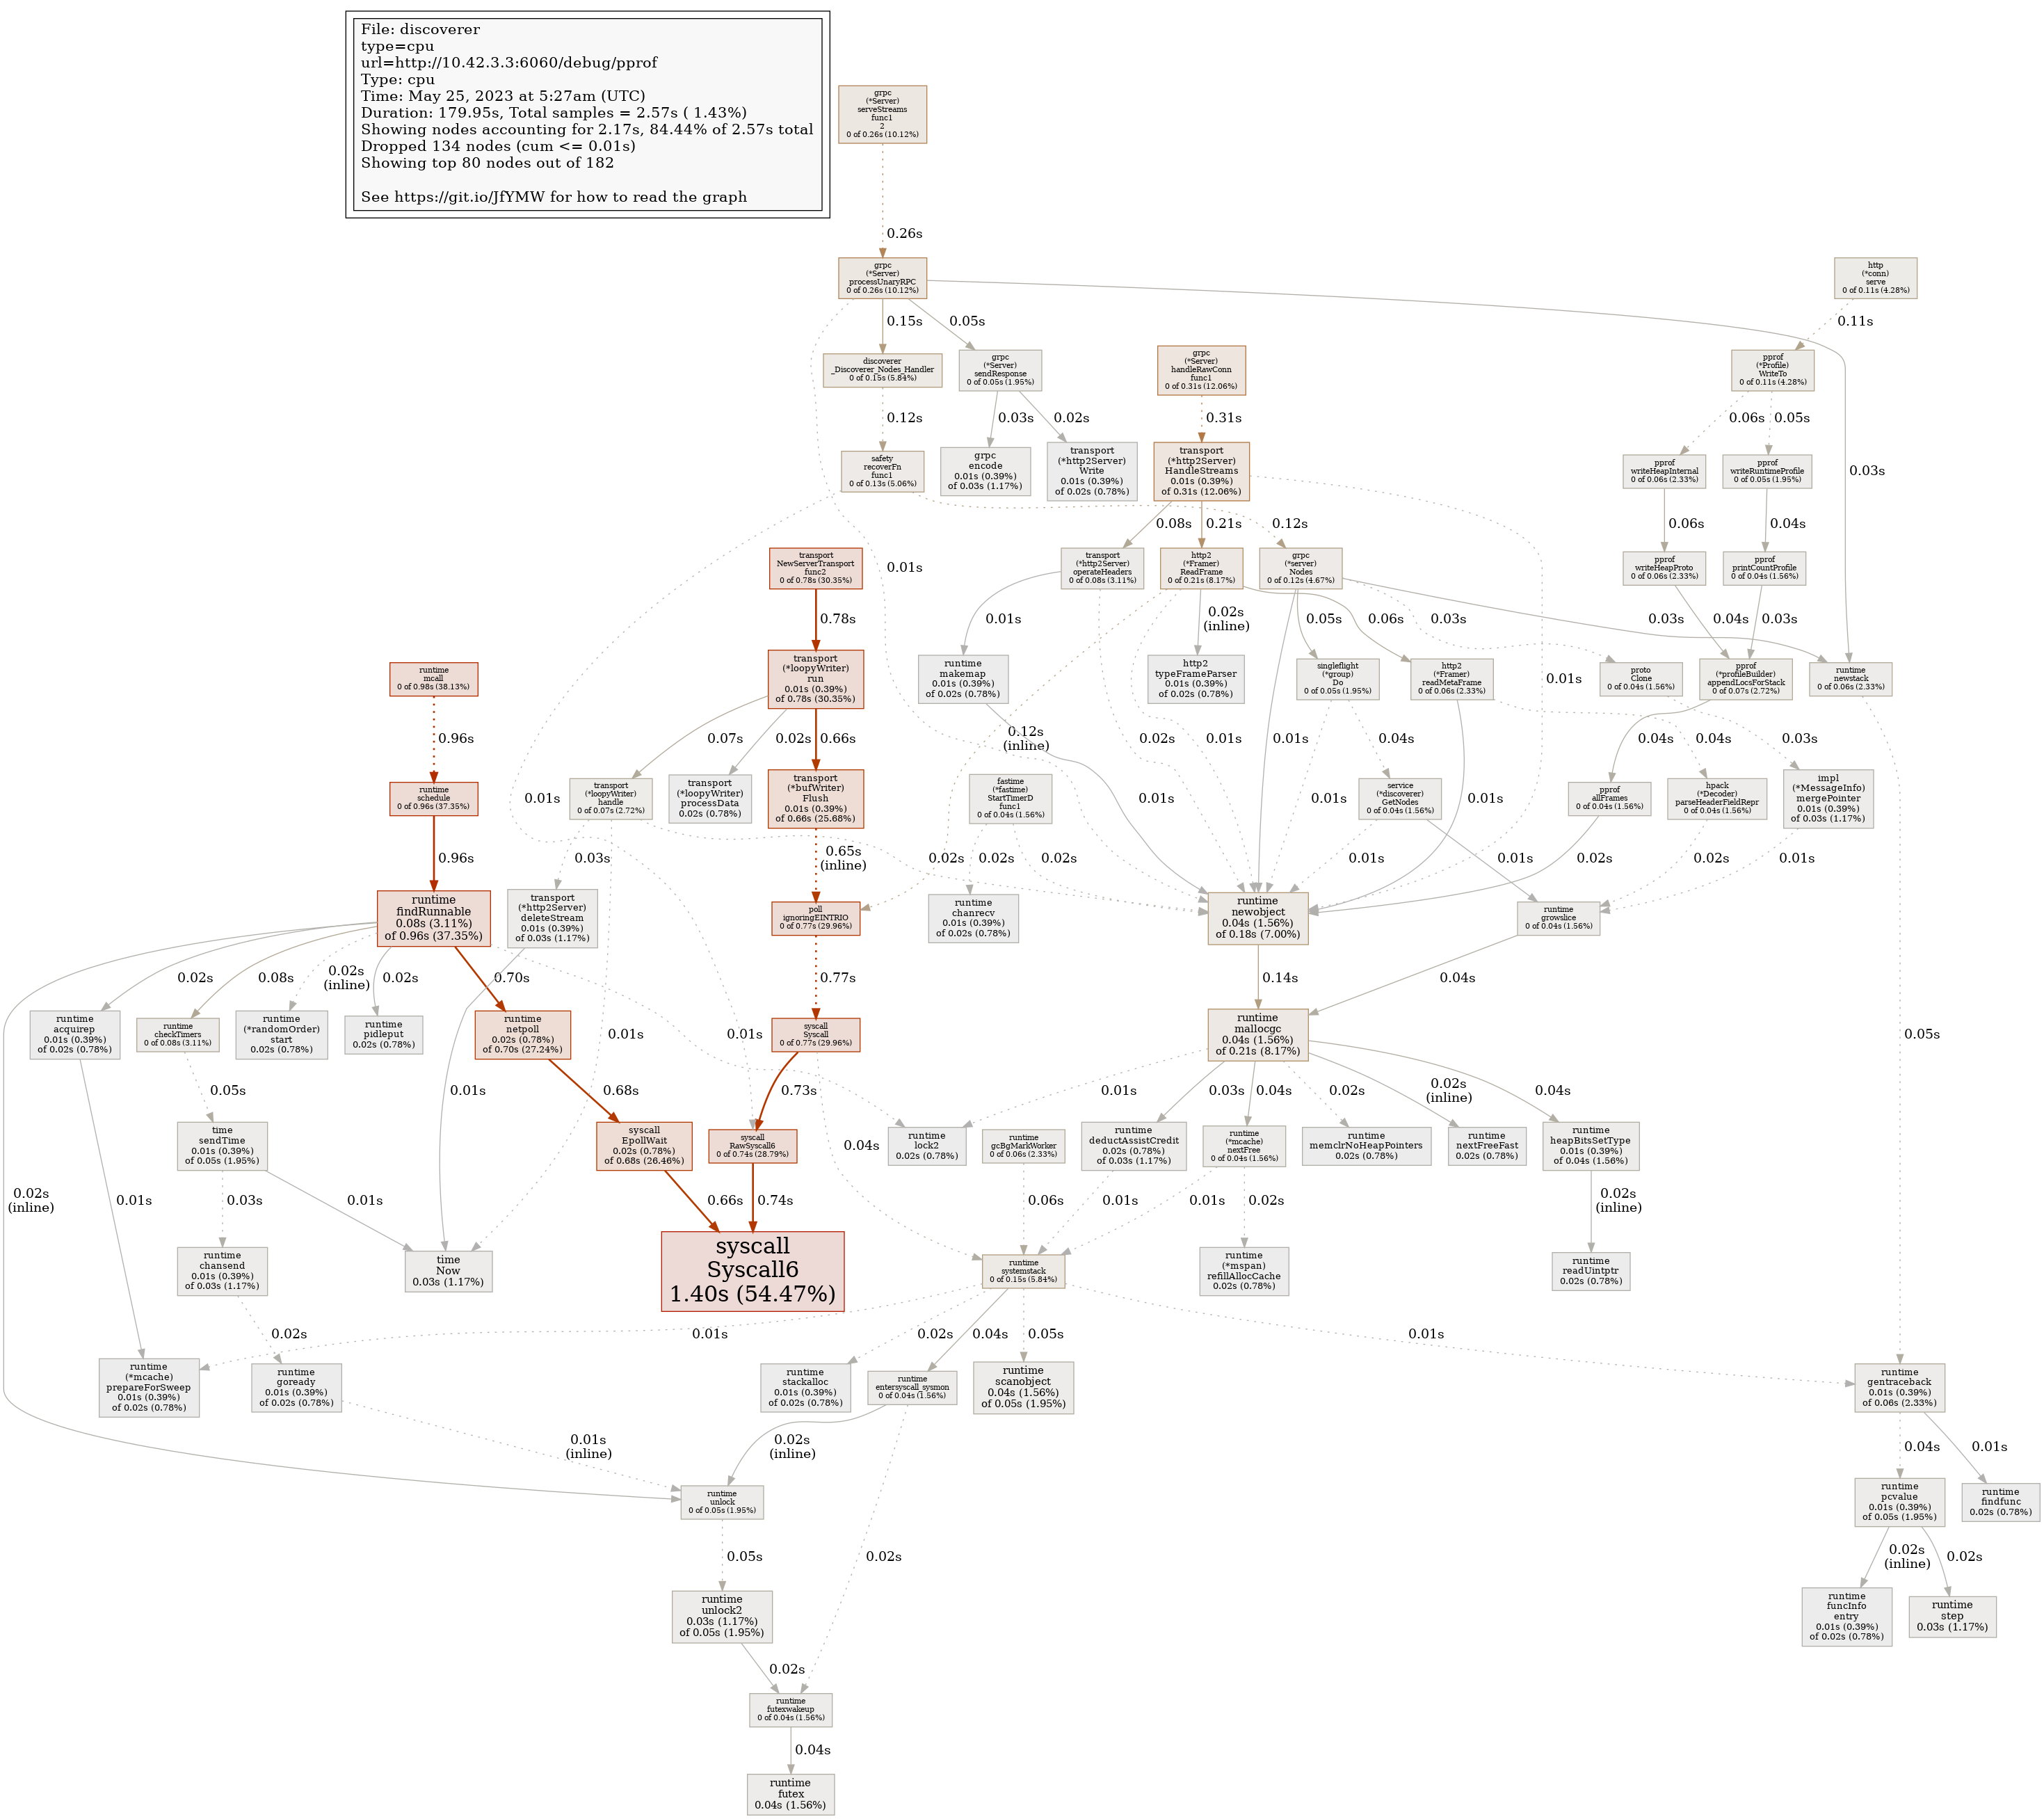 File: discoverer
type=cpu
url=http://10.42.3.3:6060/debug/pprof
Type: cpu
Time: May 25, 2023 at 5:27am (UTC)
Duration: 179.95s, Total samples = 2.57s ( 1.43%)
Showing nodes accounting for 2.17s, 84.44% of 2.57s total
Dropped 134 nodes (cum <= 0.01s)
Showing top 80 nodes out of 182
See https://git.io/JfYMW for how to read the graph
grpc
(*Server)
serveStreams
func1
2
0 of 0.26s (10.12%)
0.26s
grpc
(*Server)
processUnaryRPC
0 of 0.26s (10.12%)
http
(*conn)
serve
0 of 0.11s (4.28%)
0.15s
0.05s
0.11s
discoverer
_Discoverer_Nodes_Handler
0 of 0.15s (5.84%)
grpc
(*Server)
sendResponse
0 of 0.05s (1.95%)
grpc
(*Server)
handleRawConn
func1
0 of 0.31s (12.06%)
pprof
(*Profile)
WriteTo
0 of 0.11s (4.28%)
0.12s
0.03s
0.02s
0.31s
0.06s
0.05s
0.03s
safety
recoverFn
func1
0 of 0.13s (5.06%)
grpc
encode
0.01s (0.39%)
of 0.03s (1.17%)
transport
(*http2Server)
Write
0.01s (0.39%)
of 0.02s (0.78%)
transport
(*http2Server)
HandleStreams
0.01s (0.39%)
of 0.31s (12.06%)
pprof
writeHeapInternal
0 of 0.06s (2.33%)
pprof
writeRuntimeProfile
0 of 0.05s (1.95%)
0.01s
0.08s
0.21s
0.12s
0.06s
0.04s
transport
NewServerTransport
func2
0 of 0.78s (30.35%)
transport
(*http2Server)
operateHeaders
0 of 0.08s (3.11%)
http2
(*Framer)
ReadFrame
0 of 0.21s (8.17%)
grpc
(*server)
Nodes
0 of 0.12s (4.67%)
pprof
writeHeapProto
0 of 0.06s (2.33%)
pprof
printCountProfile
0 of 0.04s (1.56%)
0.78s
0.01s
0.02s
(inline)
0.06s
0.05s
0.03s
0.03s
0.04s
0.03s
runtime
mcall
0 of 0.98s (38.13%)
transport
(*loopyWriter)
run
0.01s (0.39%)
of 0.78s (30.35%)
runtime
makemap
0.01s (0.39%)
of 0.02s (0.78%)
http2
typeFrameParser
0.01s (0.39%)
of 0.02s (0.78%)
singleflight
(*group)
Do
0 of 0.05s (1.95%)
http2
(*Framer)
readMetaFrame
0 of 0.06s (2.33%)
0.01s
proto
Clone
0 of 0.04s (1.56%)
pprof
(*profileBuilder)
appendLocsForStack
0 of 0.07s (2.72%)
runtime
newstack
0 of 0.06s (2.33%)
0.96s
0.07s
0.02s
0.66s
0.12s
(inline)
0.02s
0.01s
0.01s
0.04s
0.04s
0.03s
0.04s
runtime
schedule
0 of 0.96s (37.35%)
0.01s
transport
(*loopyWriter)
handle
0 of 0.07s (2.72%)
transport
(*loopyWriter)
processData
0.02s (0.78%)
transport
(*bufWriter)
Flush
0.01s (0.39%)
of 0.66s (25.68%)
fastime
(*fastime)
StartTimerD
func1
0 of 0.04s (1.56%)
0.01s
0.01s
service
(*discoverer)
GetNodes
0 of 0.04s (1.56%)
0.01s
pprof
allFrames
0 of 0.04s (1.56%)
hpack
(*Decoder)
parseHeaderFieldRepr
0 of 0.04s (1.56%)
impl
(*MessageInfo)
mergePointer
0.01s (0.39%)
of 0.03s (1.17%)
0.96s
0.03s
0.65s
(inline)
0.02s
0.02s
0.02s
0.01s
0.01s
0.02s
0.02s
0.01s
runtime
findRunnable
0.08s (3.11%)
of 0.96s (37.35%)
transport
(*http2Server)
deleteStream
0.01s (0.39%)
of 0.03s (1.17%)
poll
ignoringEINTRIO
0 of 0.77s (29.96%)
runtime
chanrecv
0.01s (0.39%)
of 0.02s (0.78%)
runtime
newobject
0.04s (1.56%)
of 0.18s (7.00%)
runtime
growslice
0 of 0.04s (1.56%)
0.02s
0.08s
0.02s
(inline)
0.02s
0.70s
0.77s
0.14s
0.04s
runtime
acquirep
0.01s (0.39%)
of 0.02s (0.78%)
runtime
checkTimers
0 of 0.08s (3.11%)
runtime
(*randomOrder)
start
0.02s (0.78%)
runtime
pidleput
0.02s (0.78%)
runtime
netpoll
0.02s (0.78%)
of 0.70s (27.24%)
0.01s
0.01s
syscall
Syscall
0 of 0.77s (29.96%)
runtime
mallocgc
0.04s (1.56%)
of 0.21s (8.17%)
0.05s
0.05s
0.01s
0.68s
0.73s
0.01s
0.03s
0.04s
0.02s
0.02s
(inline)
0.04s
time
sendTime
0.01s (0.39%)
of 0.05s (1.95%)
syscall
EpollWait
0.02s (0.78%)
of 0.68s (26.46%)
syscall
RawSyscall6
0 of 0.74s (28.79%)
0.04s
runtime
lock2
0.02s (0.78%)
runtime
gcBgMarkWorker
0 of 0.06s (2.33%)
runtime
deductAssistCredit
0.02s (0.78%)
of 0.03s (1.17%)
runtime
(*mcache)
nextFree
0 of 0.04s (1.56%)
runtime
memclrNoHeapPointers
0.02s (0.78%)
runtime
nextFreeFast
0.02s (0.78%)
runtime
heapBitsSetType
0.01s (0.39%)
of 0.04s (1.56%)
0.02s
(inline)
0.01s
0.03s
0.01s
0.66s
0.74s
0.06s
0.01s
0.01s
0.02s
0.02s
(inline)
runtime
chansend
0.01s (0.39%)
of 0.03s (1.17%)
time
Now
0.03s (1.17%)
syscall
Syscall6
1.40s (54.47%)
runtime
systemstack
0 of 0.15s (5.84%)
runtime
(*mspan)
refillAllocCache
0.02s (0.78%)
runtime
readUintptr
0.02s (0.78%)
0.02s
0.01s
0.02s
0.04s
0.05s
0.01s
runtime
(*mcache)
prepareForSweep
0.01s (0.39%)
of 0.02s (0.78%)
runtime
goready
0.01s (0.39%)
of 0.02s (0.78%)
runtime
stackalloc
0.01s (0.39%)
of 0.02s (0.78%)
runtime
entersyscall_sysmon
0 of 0.04s (1.56%)
runtime
scanobject
0.04s (1.56%)
of 0.05s (1.95%)
runtime
gentraceback
0.01s (0.39%)
of 0.06s (2.33%)
0.01s
(inline)
0.02s
(inline)
0.04s
0.01s
runtime
unlock
0 of 0.05s (1.95%)
runtime
pcvalue
0.01s (0.39%)
of 0.05s (1.95%)
runtime
findfunc
0.02s (0.78%)
0.05s
0.02s
0.02s
(inline)
0.02s
runtime
unlock2
0.03s (1.17%)
of 0.05s (1.95%)
runtime
funcInfo
entry
0.01s (0.39%)
of 0.02s (0.78%)
runtime
step
0.03s (1.17%)
0.02s
runtime
futexwakeup
0 of 0.04s (1.56%)
0.04s
runtime
futex
0.04s (1.56%)